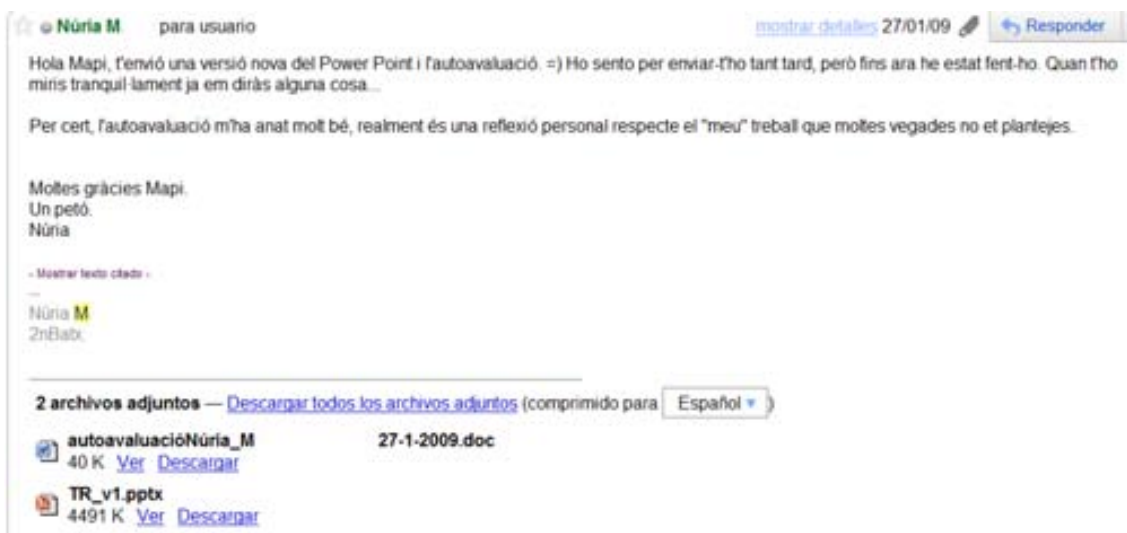 Núria M para usuario mostrar detalles 27/01/09 Responder
Hola Mapi, t'envió una versió nova del Power Point i l'autoavaluació. =) Ho sento per enviar-t'ho tant tard, però fins ara he estat fent-ho. Quan t'ho
miris tranquil·lament ja em diràs alguna cosa...
Per cert, l'autoavaluació m'ha anat molt bé, realment és una reflexió personal respecte el "meu" treball que moltes vegades no et plantejes.
Moltes gràcies Mapi.
Un petó.
Núria
- Mostrar texto citado -
--
Núria M
2nBatx
2 archivos adjuntos — Descargar todos los archivos adjuntos (comprimido para Español )
autoavaluacióNúria_M 27-1-2009.doc
40 K Ver Descargar
TR_v1.pptx
4491 K Ver Descargar